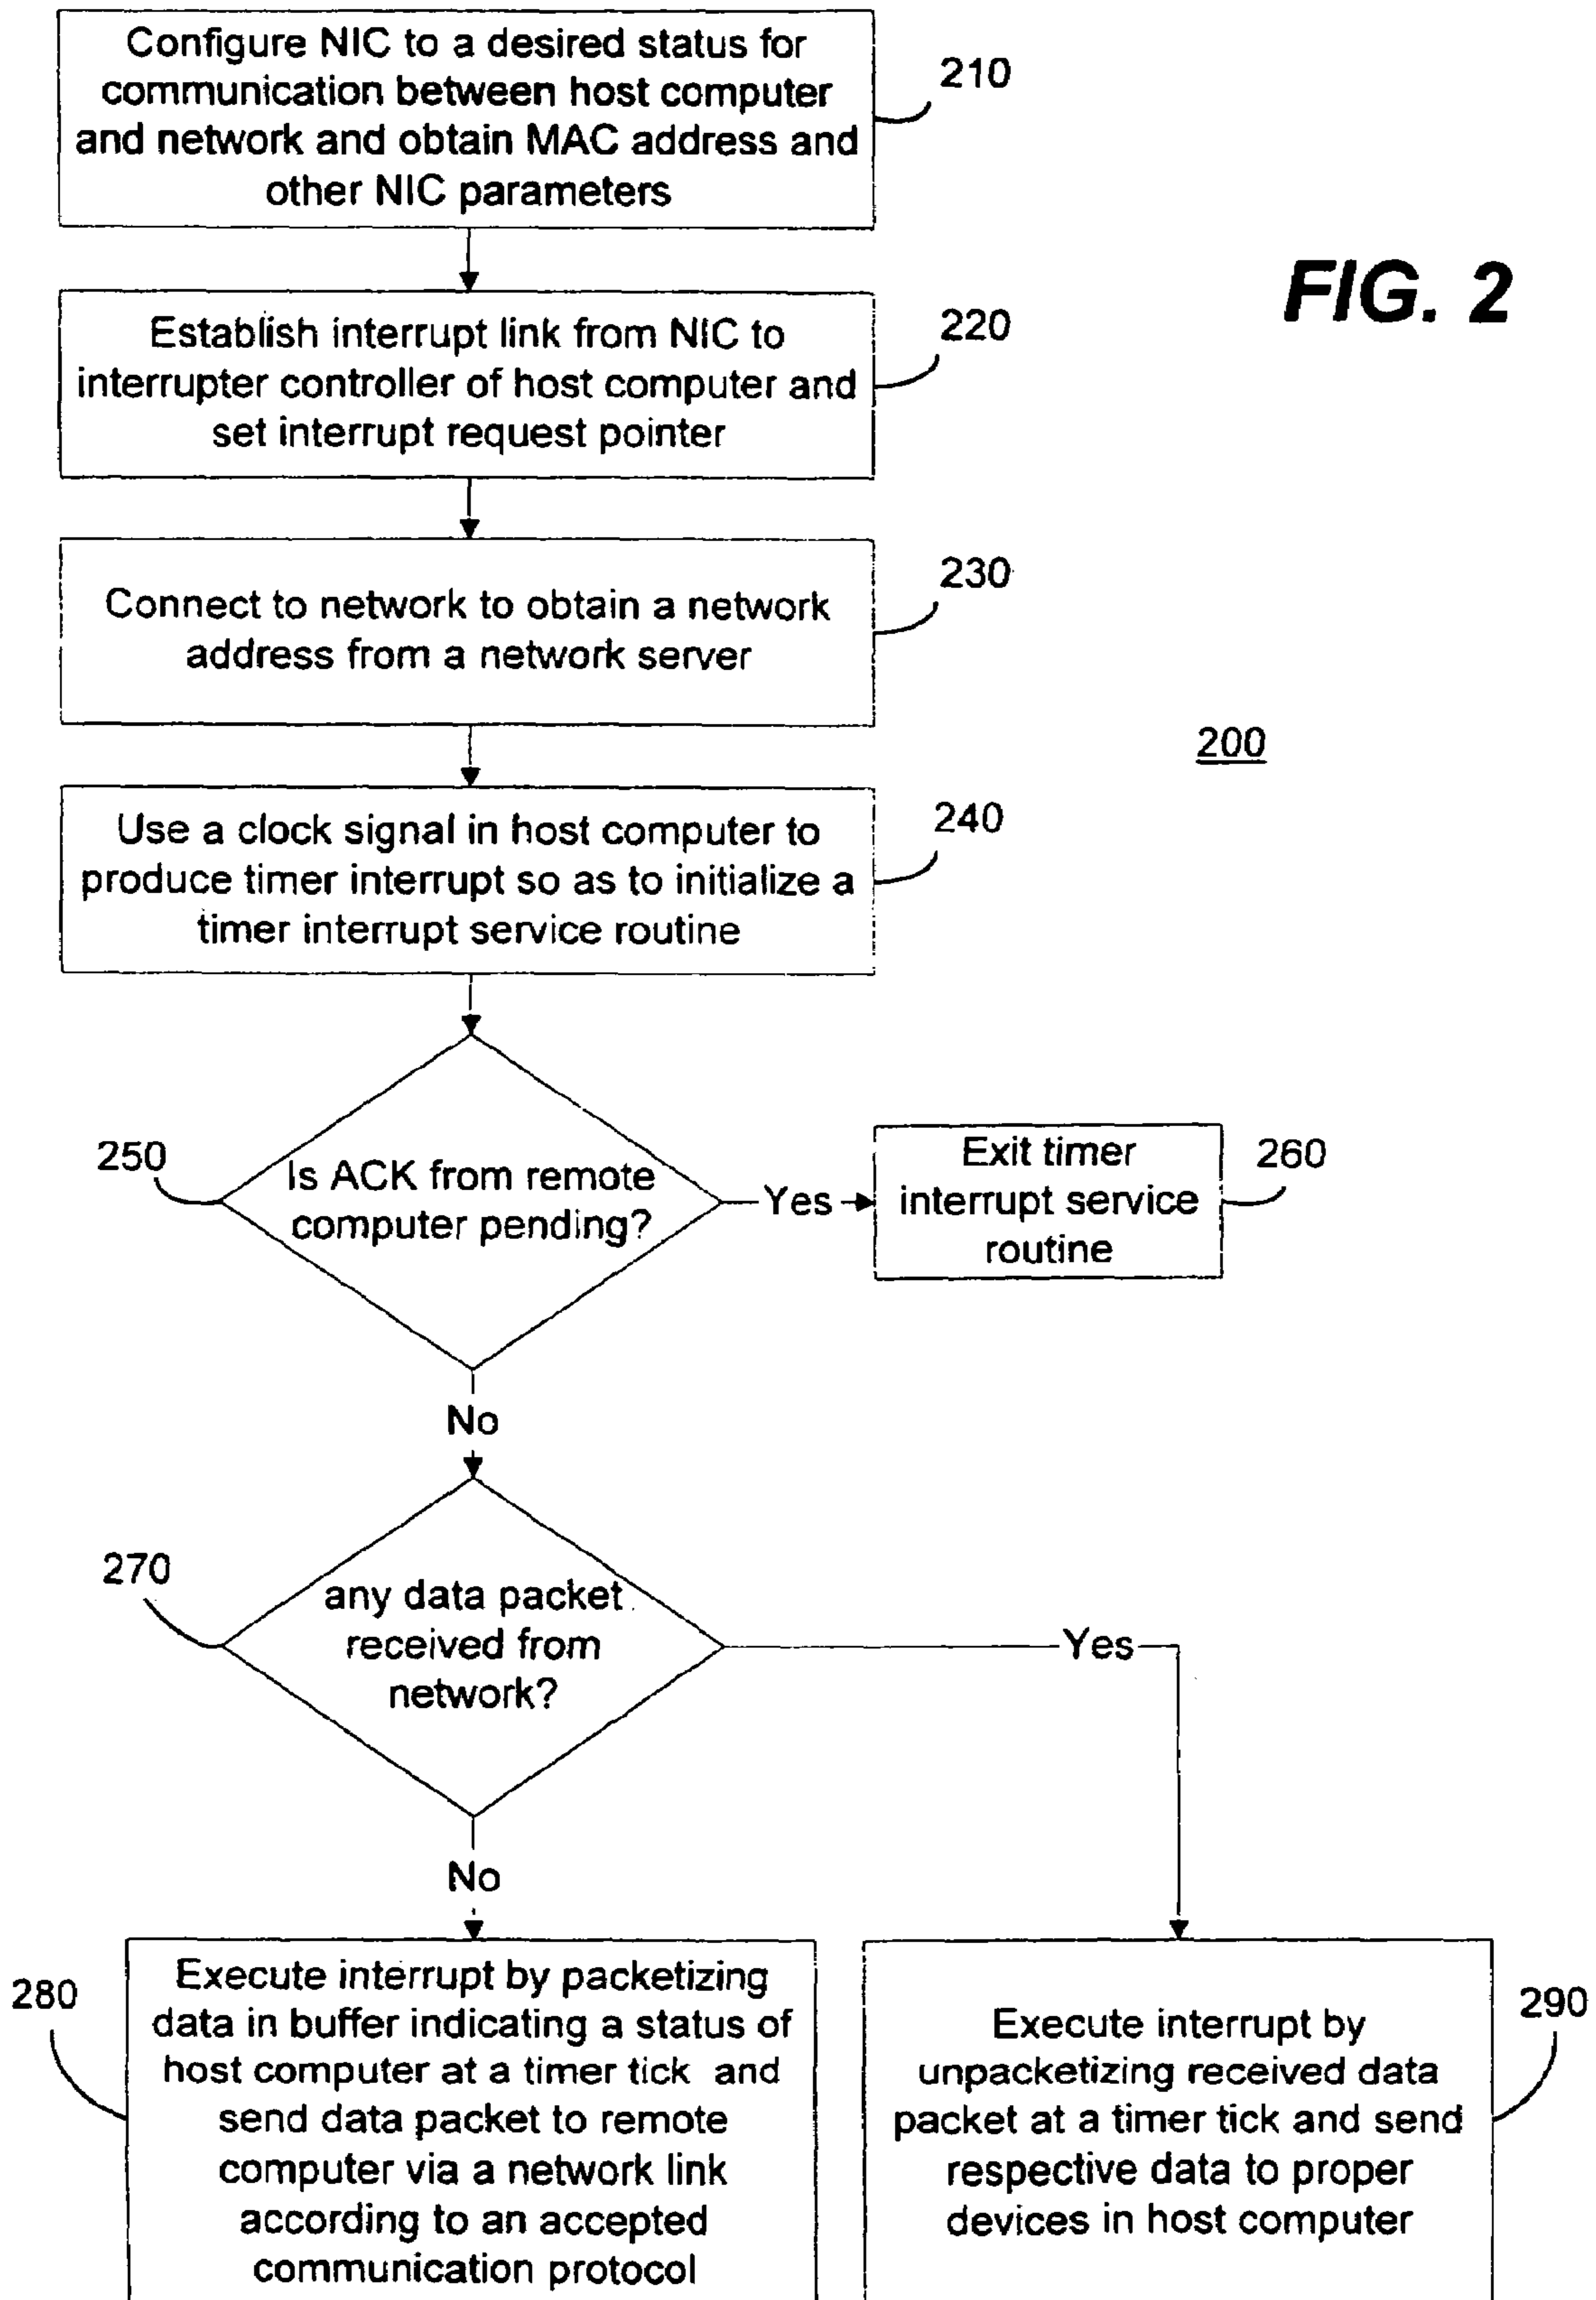 Configure NIC to a desired status for
communication between host computer
and network and obtain MAC address and
other NIC parameters
210
FIG. 2
Establish interrupt link from NIC to
interrupter controller of host computer and
set interrupt request pointer
220
Connect to network to obtain a network
address from a network server
230
200
Use a clock signal in host computer to
produce timer interrupt so as to initialize a
timer interrupt service routine
240
250
Is ACK from remote
computer pending?
Yes
Exit timer
interrupt service
routine
260
No
270
any data packet
received from
network?
Yes
No
280
Execute interrupt by packetizing
data in buffer indicating a status of
host computer at a timer tick and
send data packet to remote
computer via a network link
according to an accepted
communication protocol
Execute interrupt by
unpacketizing received data
packet at a timer tick and send
respective data to proper
devices in host computer
290